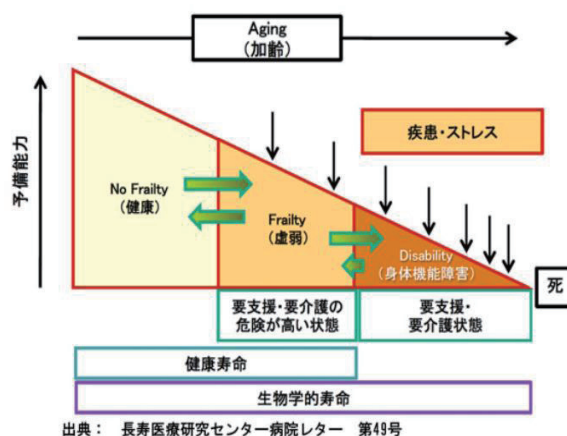 Aging
(加齢)
疾患・ストレス
予備能力
No Frailty
(健康)
Frailty
(虚弱)
Disability
(身体機能障害)
死
要支援・要介護の
危険が高い状態
要支援・
要介護状態
健康寿命
生物学的寿命
出典： 長寿医療研究センター病院レター 第49号